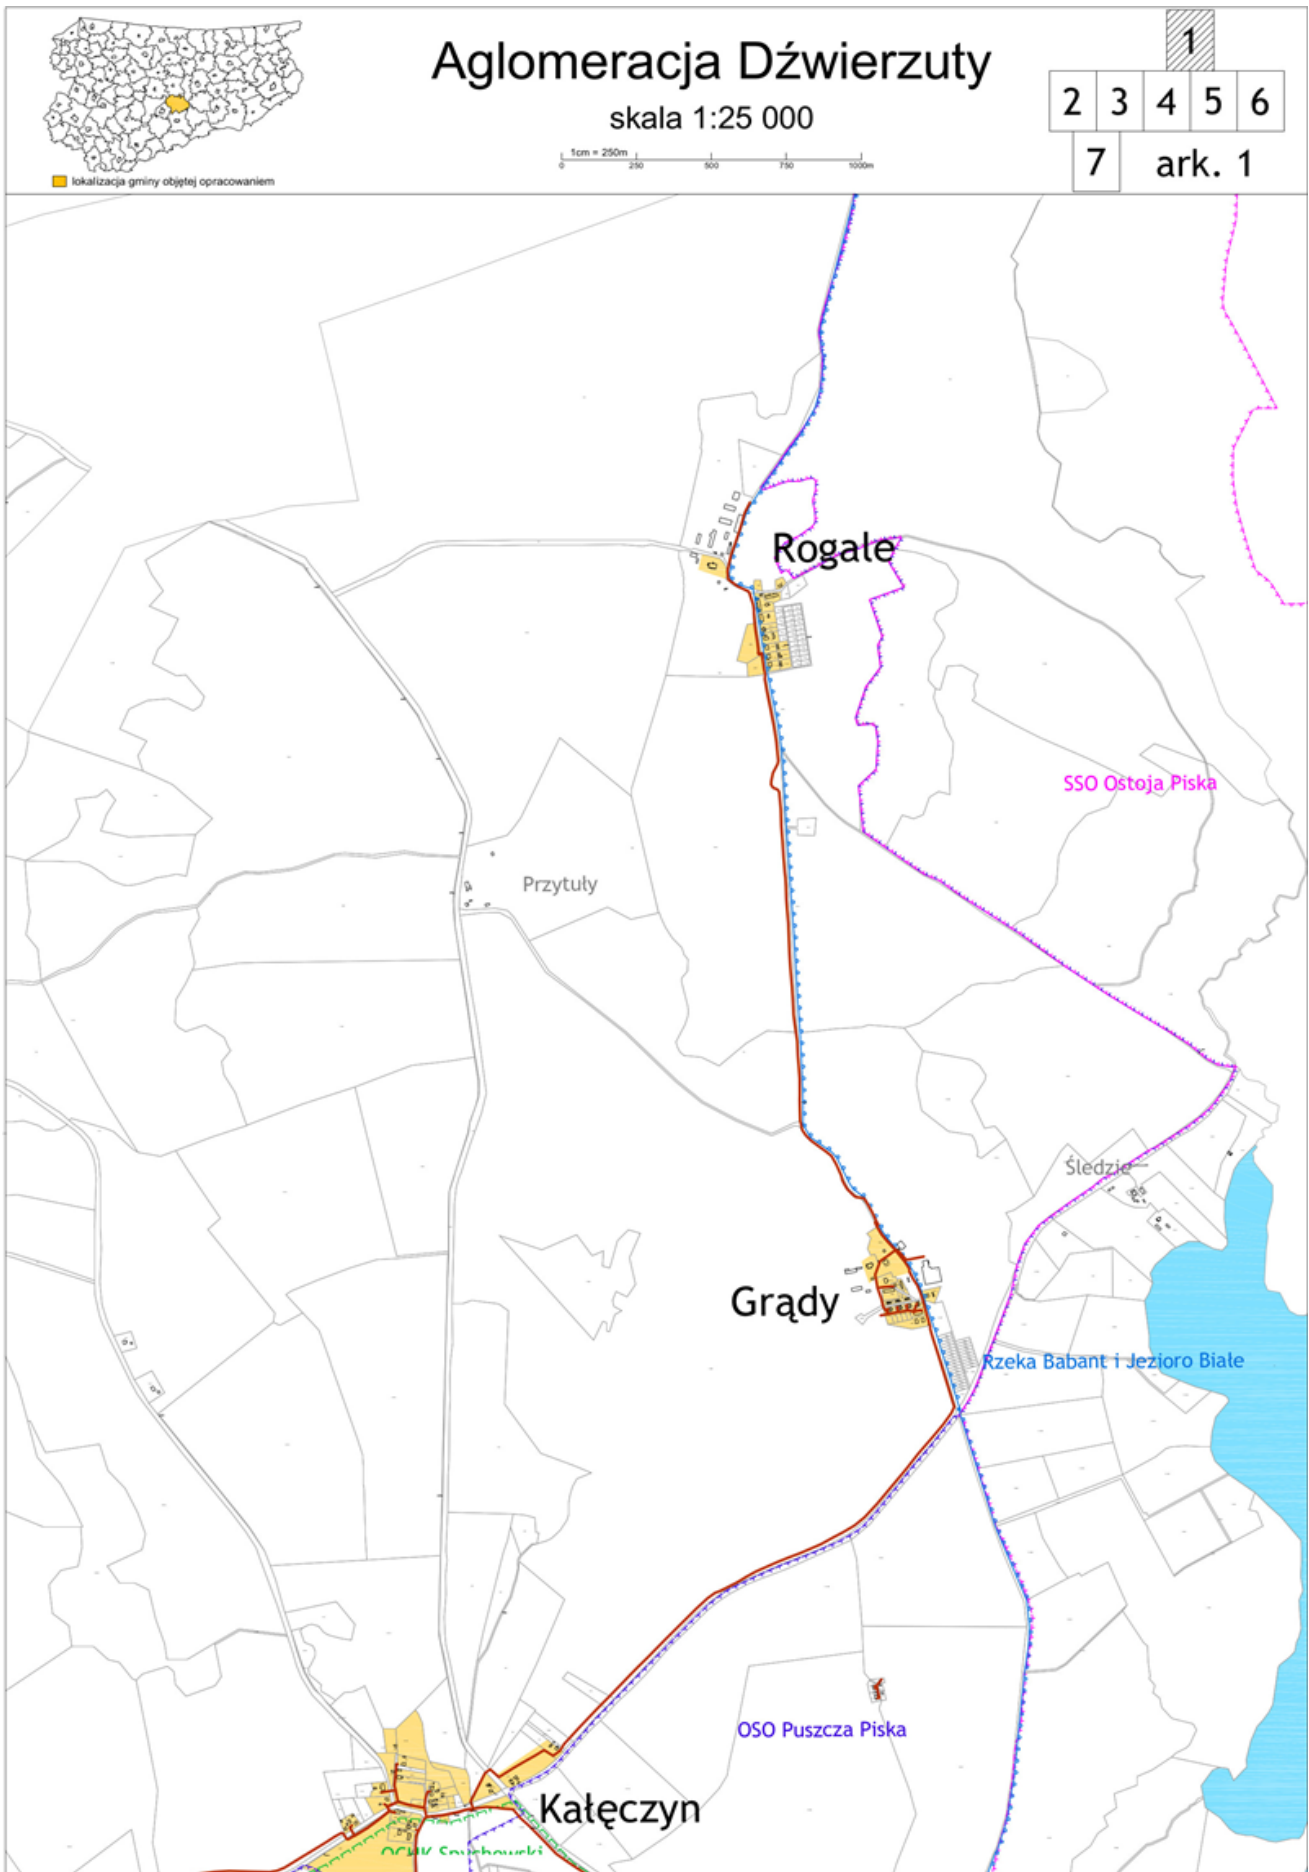 Aglomeracja Dźwierzuty
skala 1:25 000
1cm = 250m
0 250 500 750 1000m
lokalizacja gminy objętej opracowaniem
1
2 3 4 5 6
7 ark. 1
Rogale
SSO Ostoja Piska
Przytuły
Śledzie
Grądy
Rzeka Babant i Jezioro Białe
OSO Puszcza Piska
Kałęczyn
OCHK Spychowski